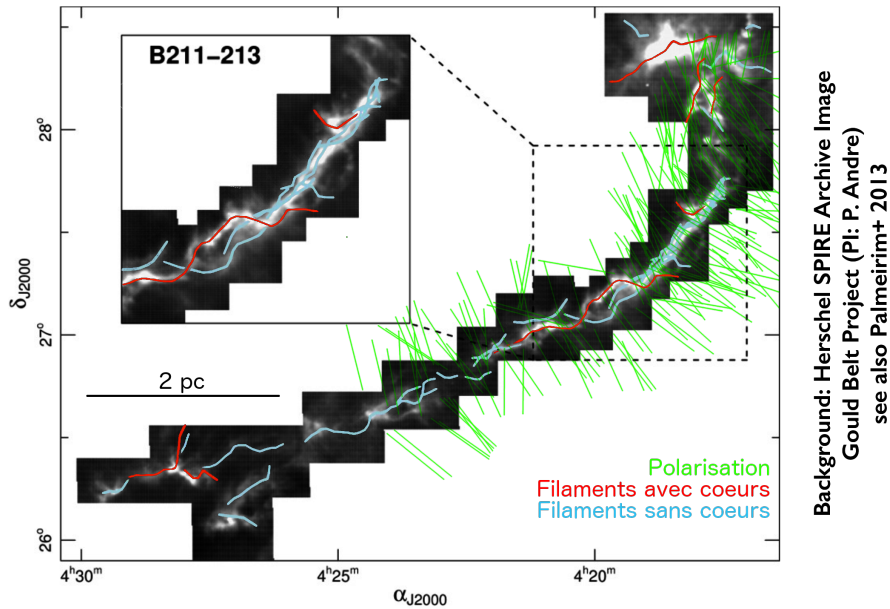 B211–213
28°
27°
26°
δJ2000
2 pc
Polarisation
Filaments avec coeurs
Filaments sans coeurs
4h30m
4h25m
4h20m
αJ2000
Background: Herschel SPIRE Archive Image
Gould Belt Project (PI: P. Andre)
see also Palmeirim+ 2013